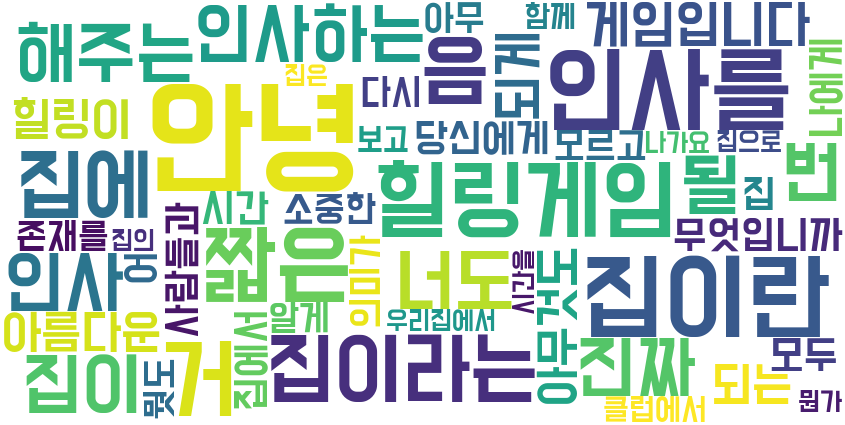 해주는
인사하는
아무
함께
게임입니다
힐링이
집은
안녕
다시
음
되게
인사를
나에게
보고
당신에게
모르고
나가요
집으로
집에
존재를
집의
시간
소중한
힐링게임
될
집
번
무엇입니까
인사
어
사람들과
짧은
의미가
너도
시간을
아무것도
집이란
아름다운
알게
우리집에서
집이
뭣도
거
집에서
집이라는
진짜
모두
되는
클럽에서
뭔가